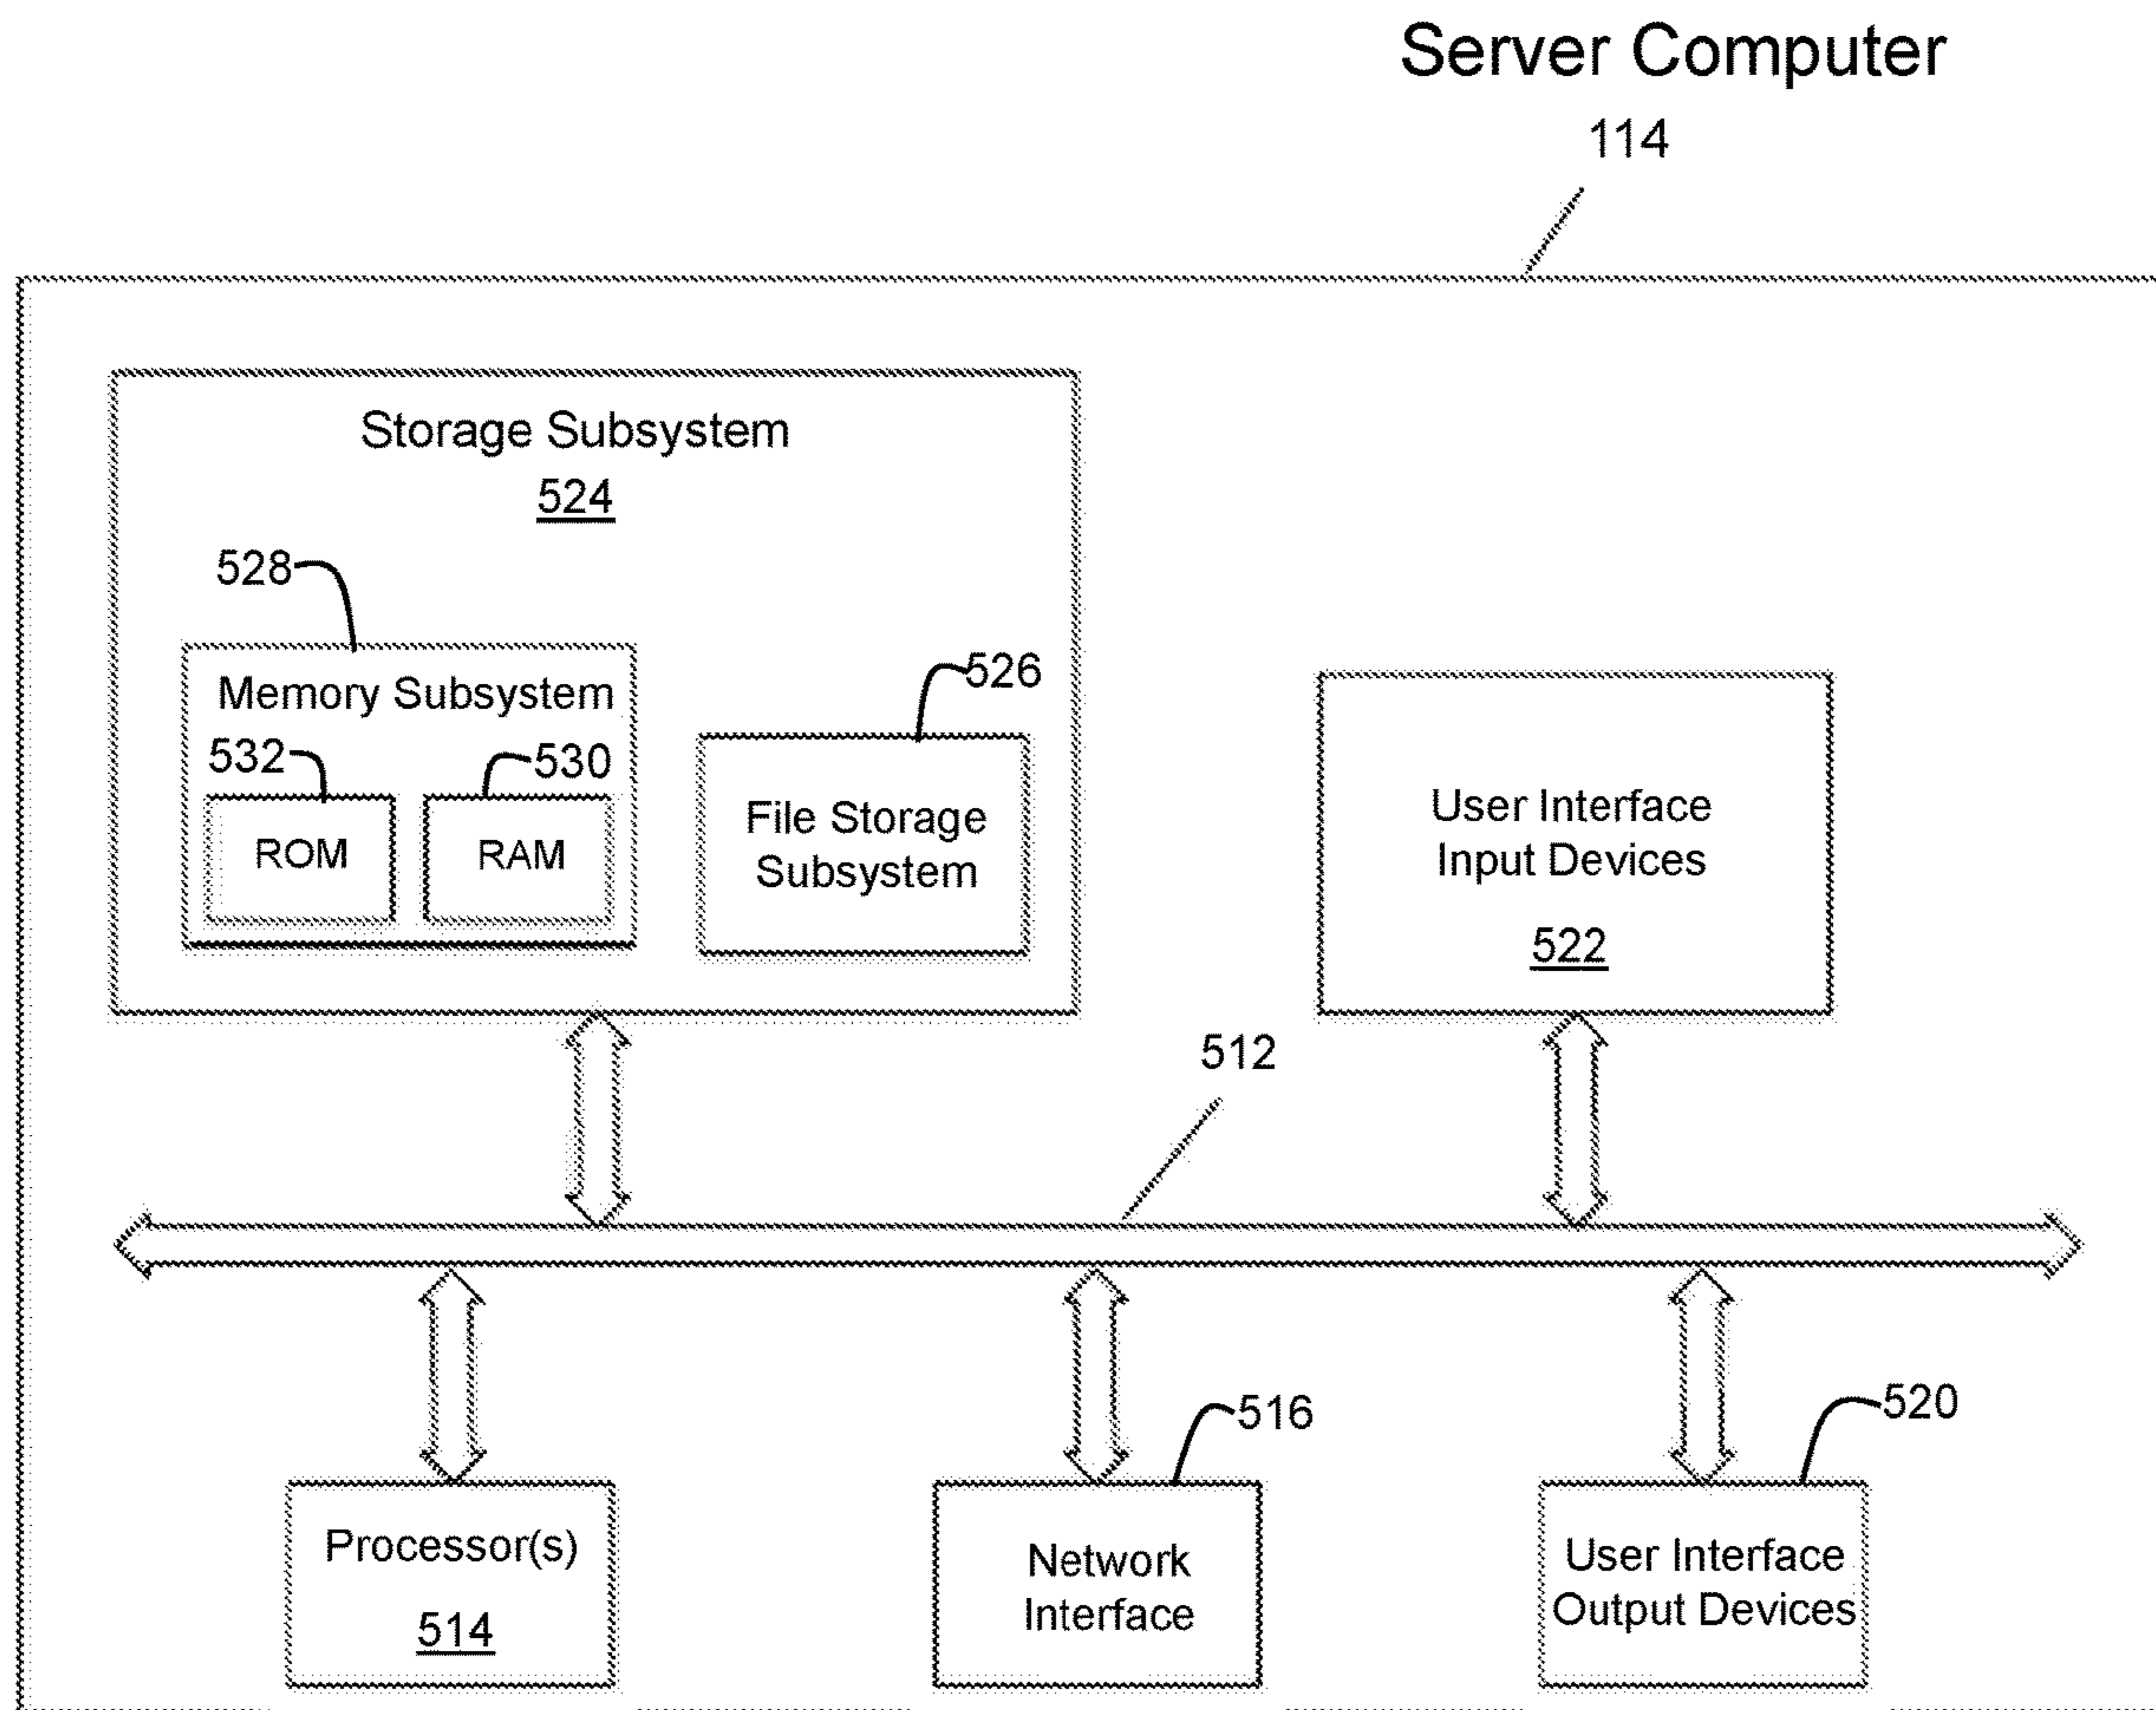 Server Computer
114
Storage Subsystem
524
528
Memory Subsystem
532
530
ROM
RAM
526
File Storage
Subsystem
User Interface
Input Devices
522
512
Processor(s)
514
516
Network
Interface
520
User Interface
Output Devices